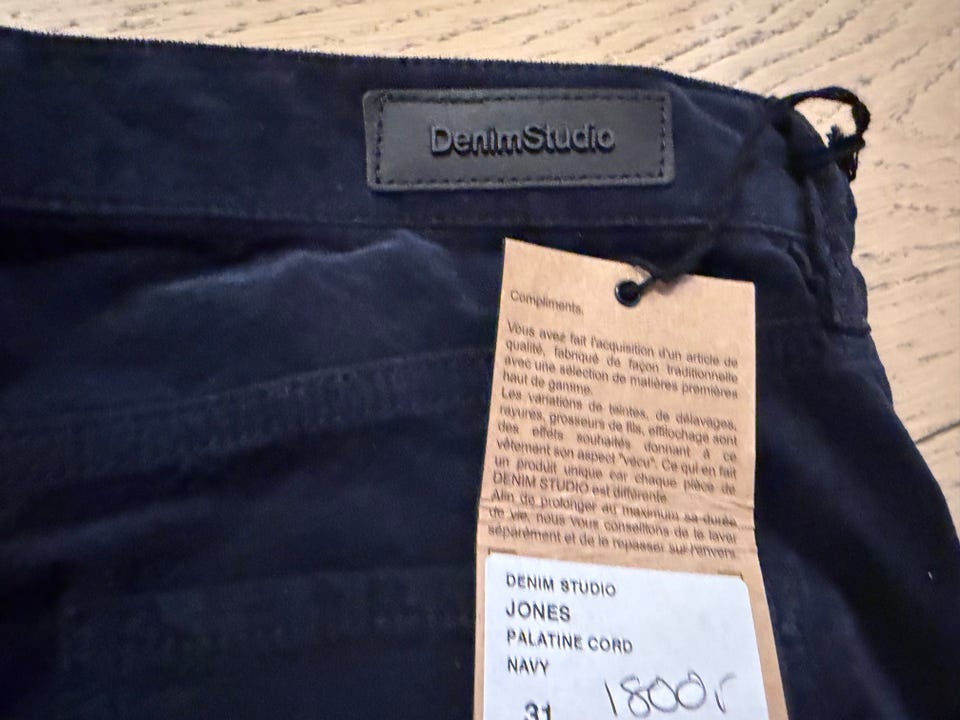 DenimStudio
Compliments,
Vous avez fait l'acquisition d'un article de
qualité, fabriqué de façon traditionnelle
avec une sélection de matières premières
haut de gamme.
Les variations de teintes, de délavages,
rayures, grosseurs de fils, effilochage sont
des effets souhaités donnant à ce
vêtement son aspect "vécu". Ce qui en fait
un produit unique car chaque pièce de
DENIM STUDIO est différente.
Afin de prolonger au maximum sa durée
de vie, nous vous conseillons de le laver
séparément et de le repasser sur l'envers
DENIM STUDIO
JONES
PALATINE CORD
NAVY
31
1800r